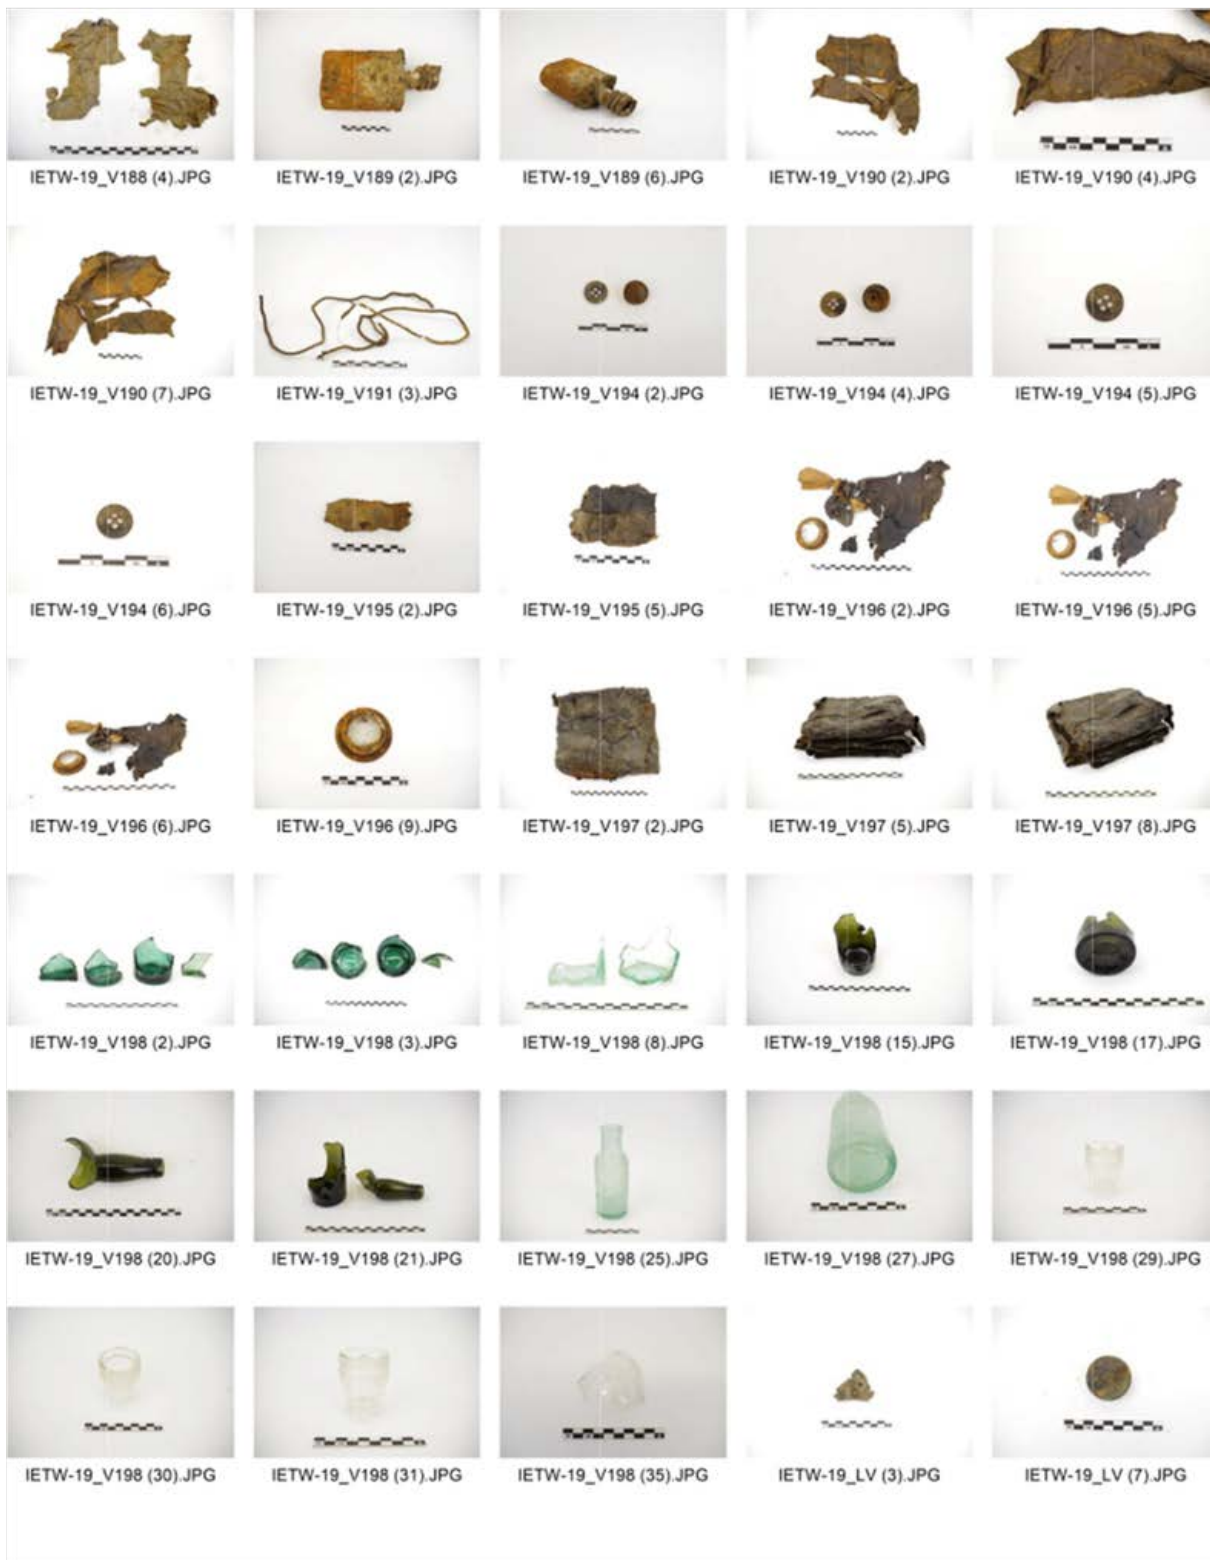 IETW-19_V188 (4).JPG
IETW-19_V189 (2).JPG
IETW-19_V189 (6).JPG
IETW-19_V190 (2).JPG
IETW-19_V190 (4).JPG
IETW-19_V190 (7).JPG
IETW-19_V191 (3).JPG
IETW-19_V194 (2).JPG
IETW-19_V194 (4).JPG
IETW-19_V194 (5).JPG
IETW-19_V194 (6).JPG
IETW-19_V195 (2).JPG
IETW-19_V195 (5).JPG
IETW-19_V196 (2).JPG
IETW-19_V196 (5).JPG
IETW-19_V196 (6).JPG
IETW-19_V196 (9).JPG
IETW-19_V197 (2).JPG
IETW-19_V197 (5).JPG
IETW-19_V197 (8).JPG
IETW-19_V198 (2).JPG
IETW-19_V198 (3).JPG
IETW-19_V198 (8).JPG
IETW-19_V198 (15).JPG
IETW-19_V198 (17).JPG
IETW-19_V198 (20).JPG
IETW-19_V198 (21).JPG
IETW-19_V198 (25).JPG
IETW-19_V198 (27).JPG
IETW-19_V198 (29).JPG
IETW-19_V198 (30).JPG
IETW-19_V198 (31).JPG
IETW-19_V198 (35).JPG
IETW-19_LV (3).JPG
IETW-19_LV (7).JPG